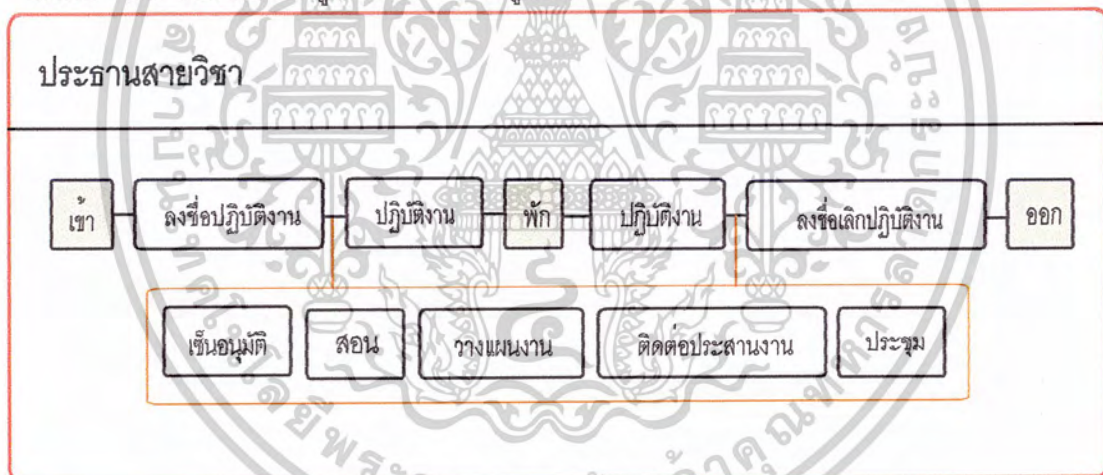 ประธานสายวิชา
เข้า ลงชื่อปฏิบัติงาน ปฏิบัติงาน พัก ปฏิบัติงาน ลงชื่อเลิกปฏิบัติงาน ออก
เซ็นอนุมัติ สอน วางแผนงาน ติดต่อประสานงาน ประชุม